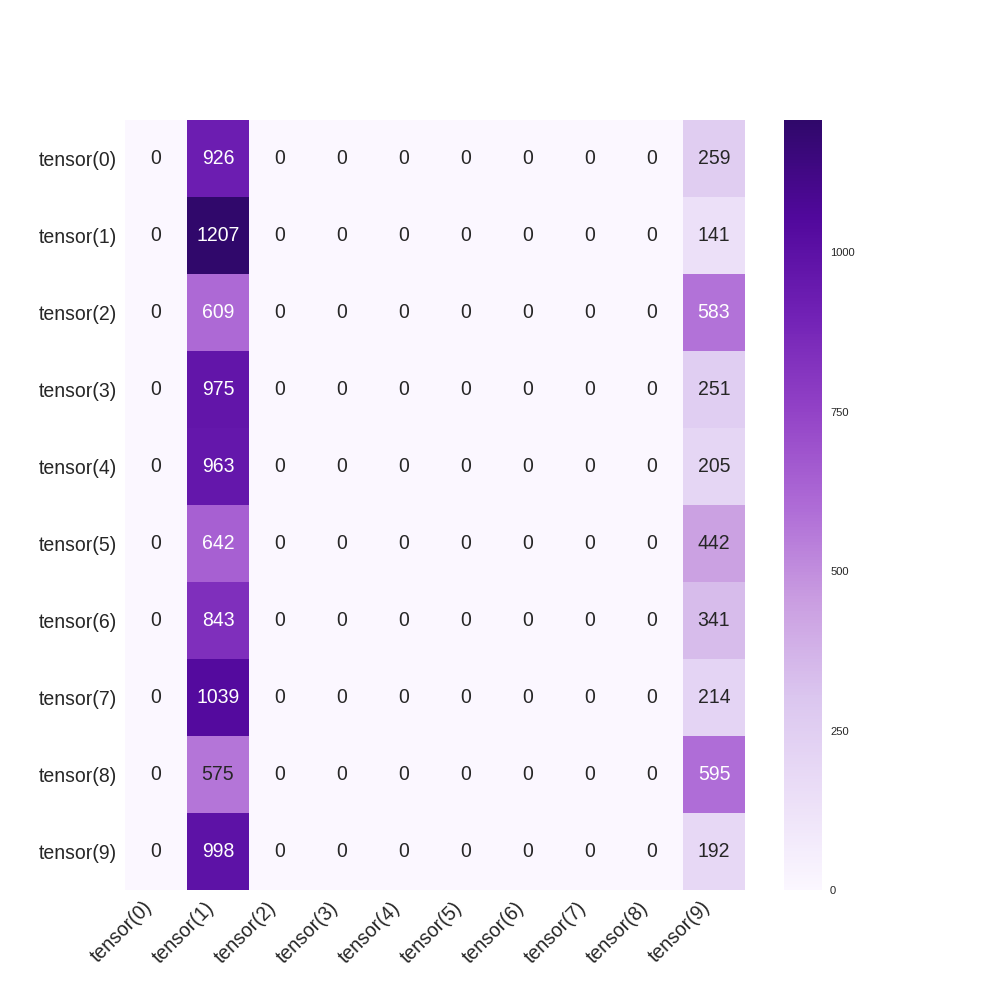 tensor(0) 0 926 0 0 0 0 0 0 0 259
tensor(1) 0 1207 0 0 0 0 0 0 0 141
1000
tensor(2) 0 609 0 0 0 0 0 0 0 583
tensor(3) 0 975 0 0 0 0 0 0 0 251
750
tensor(4) 0 963 0 0 0 0 0 0 0 205
tensor(5) 0 642 0 0 0 0 0 0 0 442
500
tensor(6) 0 843 0 0 0 0 0 0 0 341
tensor(7) 0 1039 0 0 0 0 0 0 0 214
250
tensor(8) 0 575 0 0 0 0 0 0 0 595
tensor(9) 0 998 0 0 0 0 0 0 0 192
0
tensor(0) tensor(1) tensor(2) tensor(3) tensor(4) tensor(5) tensor(6) tensor(7) tensor(8) tensor(9)